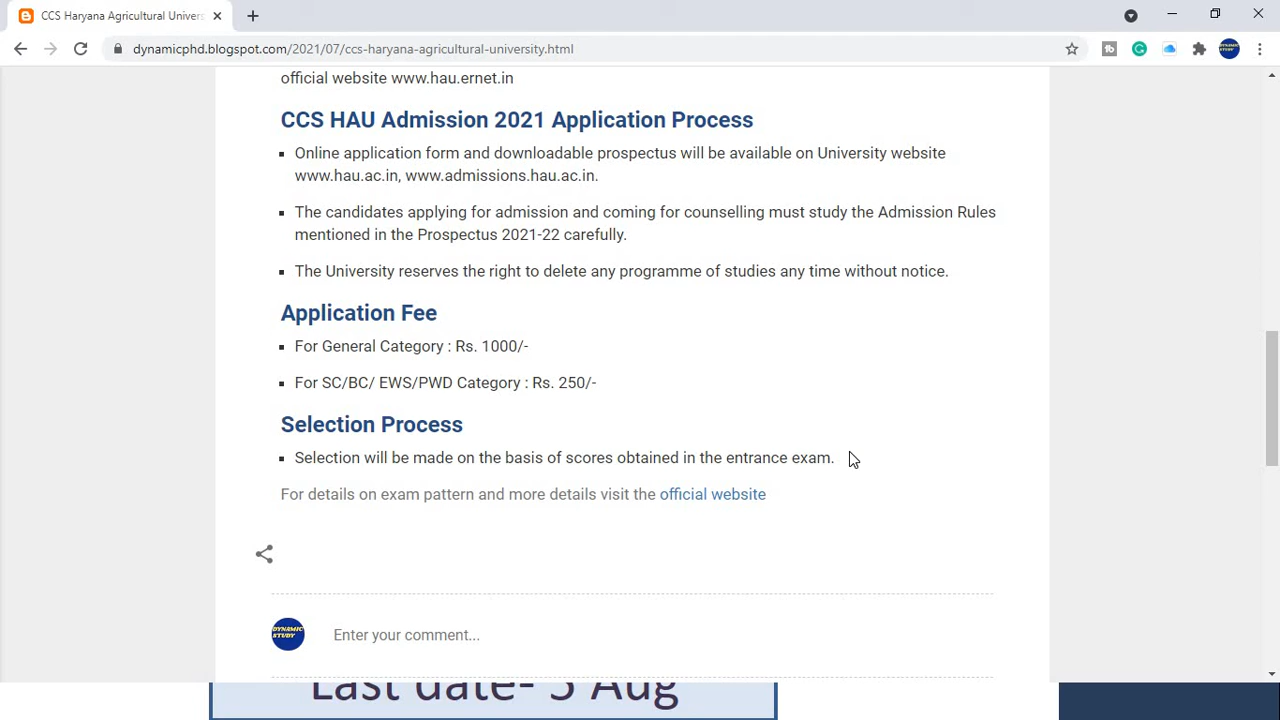 CCS Haryana Agricultural Univers
dynamicphd.blogspot.com/2021/07/ccs-haryana-agricultural-university.html
official website www.hau.ernet.in
CCS HAU Admission 2021 Application Process
Online application form and downloadable prospectus will be available on University website
www.hau.ac.in, www.admissions.hau.ac.in.
The candidates applying for admission and coming for counselling must study the Admission Rules
mentioned in the Prospectus 2021-22 carefully.
The University reserves the right to delete any programme of studies any time without notice.
Application Fee
For General Category : Rs. 1000/-
For SC/BC/ EWS/PWD Category : Rs. 250/-
Selection Process
Selection will be made on the basis of scores obtained in the entrance exam.
For details on exam pattern and more details visit the official website
DYNAMIC
STUDY
Enter your comment...
Last date- 5 Aug